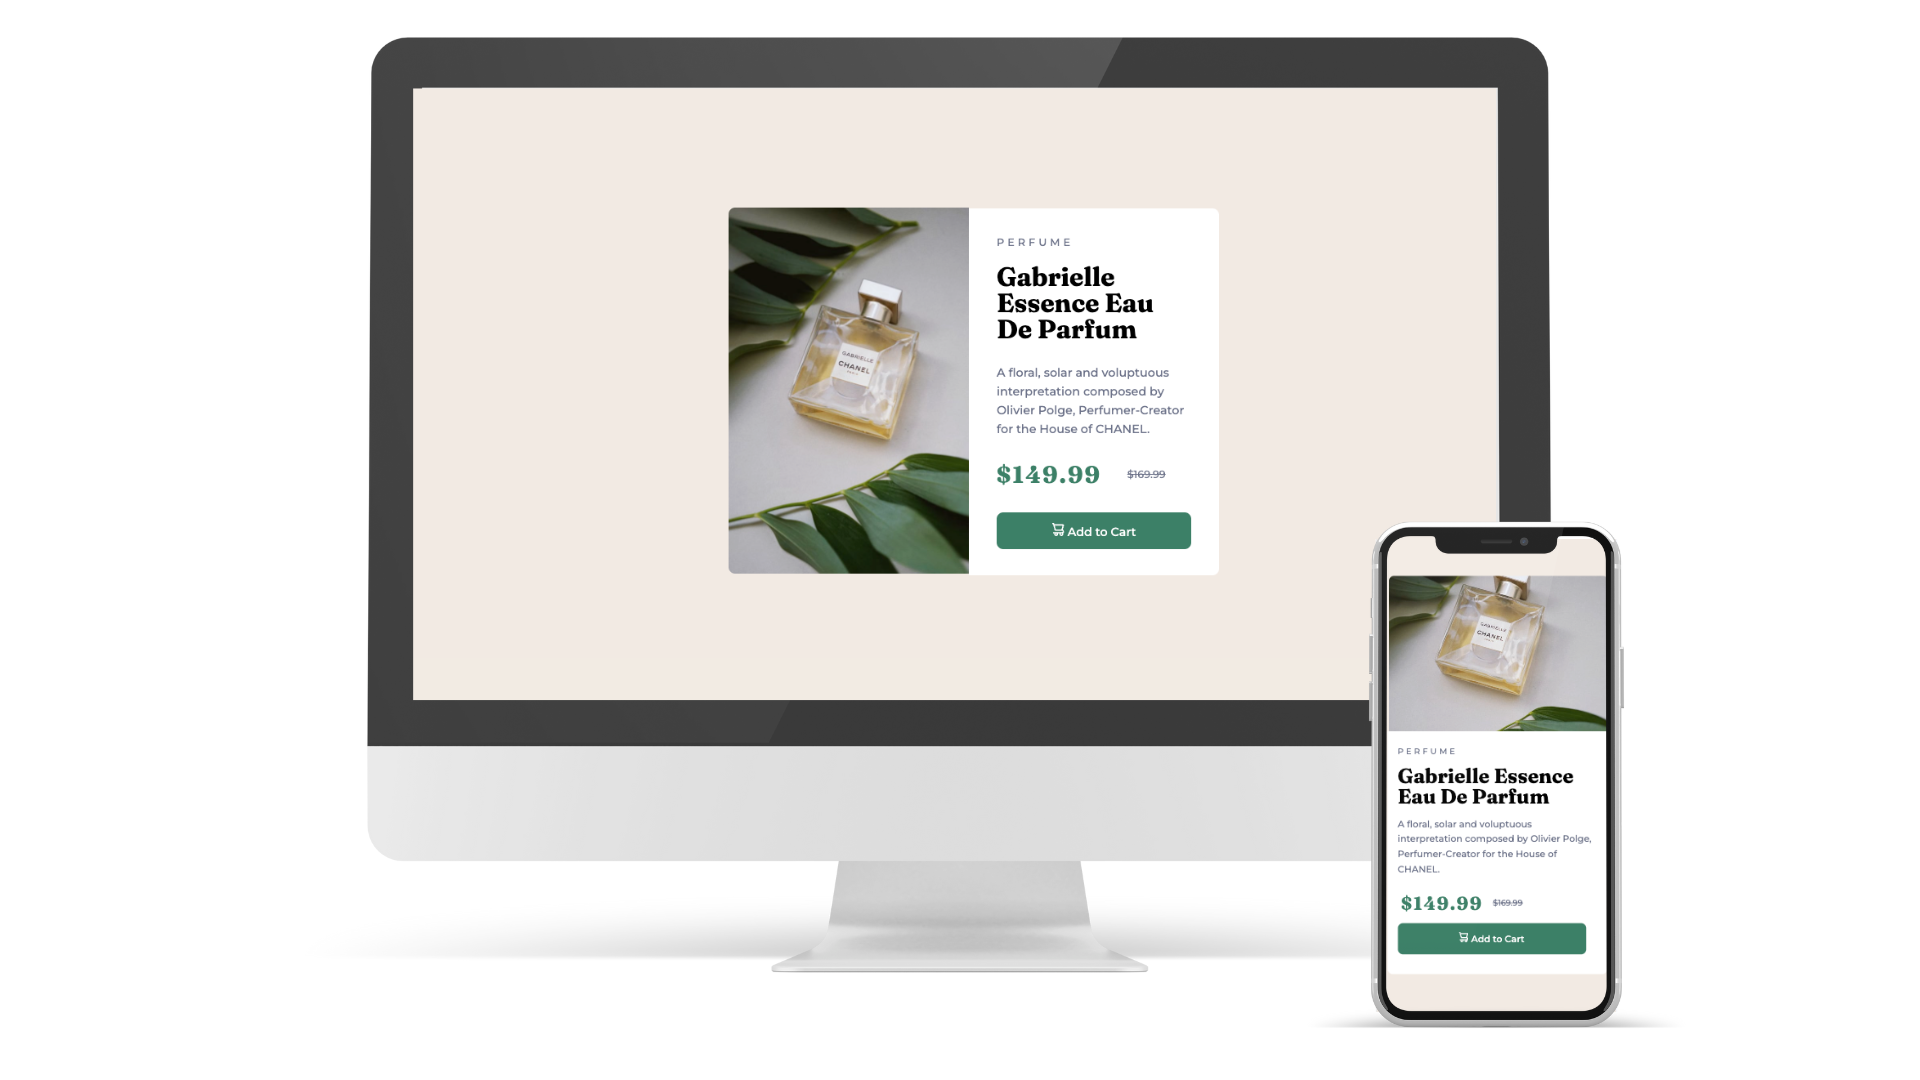 PERFUME
Gabrielle
Essence Eau
De Parfum
A floral, solar and voluptuous
interpretation composed by
Olivier Polge, Perfumer-Creator
for the House of CHANEL.
$149.99 $169.99
Add to Cart
GABRIELLE
CHANEL
PARIS
PERFUME
Gabrielle Essence
Eau De Parfum
A floral, solar and voluptuous
interpretation composed by Olivier Polge,
Perfumer-Creator for the House of
CHANEL.
$149.99 $169.99
Add to Cart
GABRIELLE
CHANEL